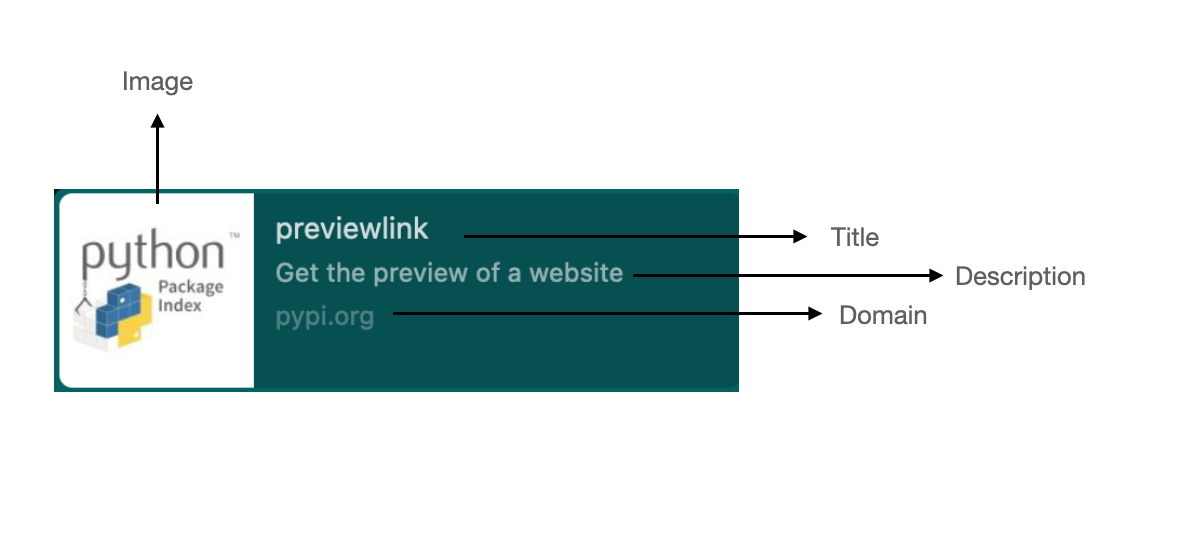 Image
python™
Package
Index
previewlink
Get the preview of a website
pypi.org
Title
Description
Domain